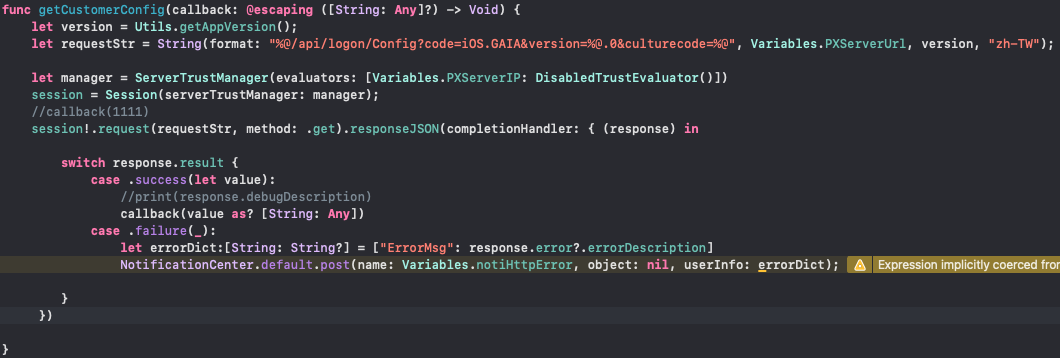 func getCustomerConfig(callback: @escaping ([String: Any]?) -> Void) {
let version = Utils.getAppVersion();
let requestStr = String(format: "%@/api/logon/Config?code=iOS.GAIA&version=%@.0&culturecode=%@", Variables.PXServerUrl, version, "zh-TW");
let manager = ServerTrustManager(evaluators: [Variables.PXServerIP: DisabledTrustEvaluator()])
session = Session(serverTrustManager: manager);
//callback(1111)
session!.request(requestStr, method: .get).responseJSON(completionHandler: { (response) in
switch response.result {
case .success(let value):
//print(response.debugDescription)
callback(value as? [String: Any])
case .failure(_):
let errorDict:[String: String?] = ["ErrorMsg": response.error?.errorDescription]
NotificationCenter.default.post(name: Variables.notiHttpError, object: nil, userInfo: errorDict); Expression implicitly coerced from
}
})
}